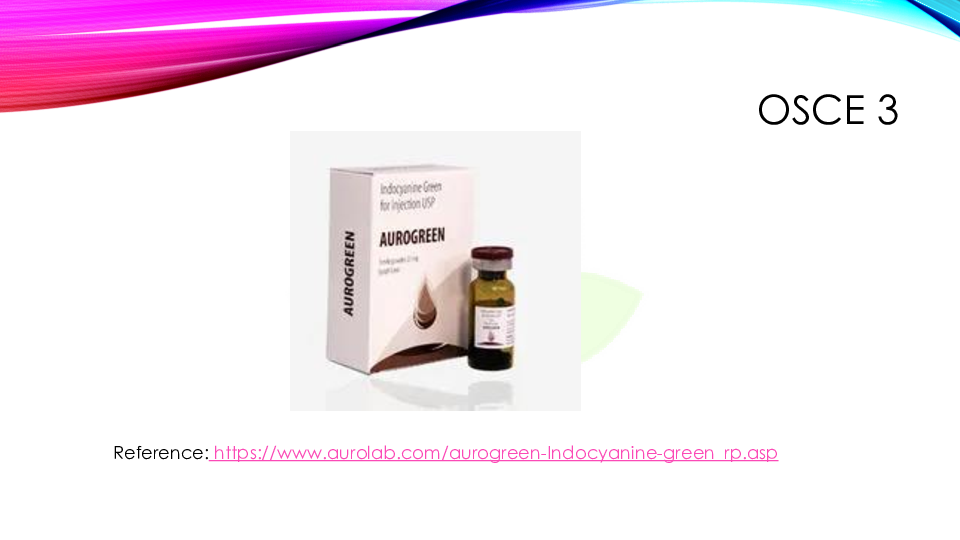 OSCE 3
Indocyanine Green
for Injection USP
AUROGREEN
AUROGREEN
Reference: https://www.aurolab.com/aurogreen-Indocyanine-green_rp.asp